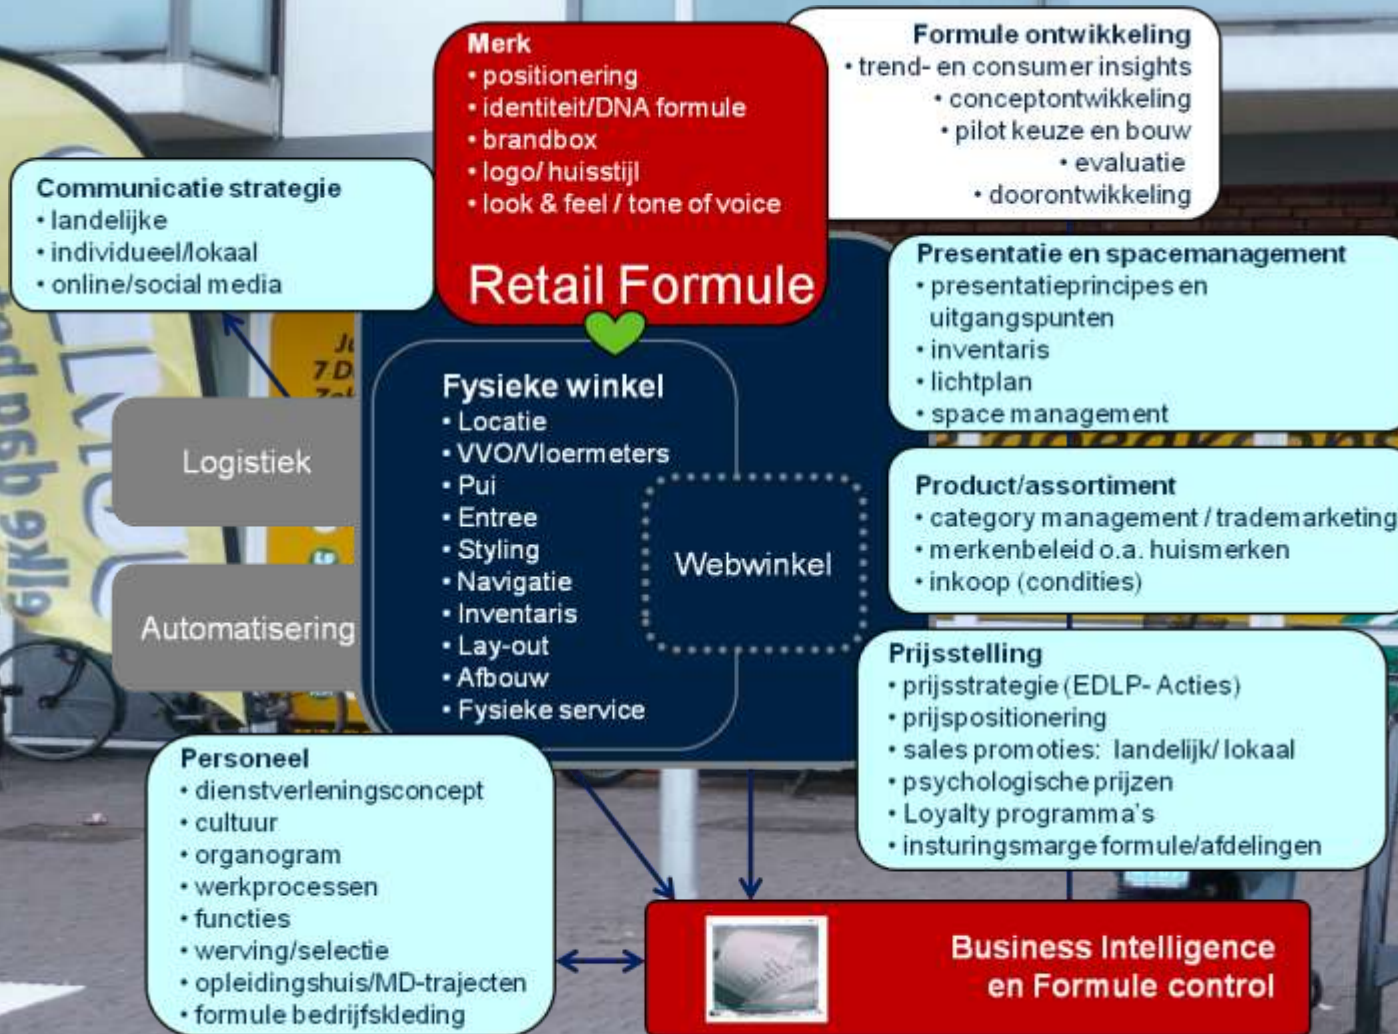 Merk
• positionering
• identiteit/DNA formule
• brandbox
• logo/ huisstijl
• look & feel / tone of voice
Retail Formule
Formule ontwikkeling
• trend- en consumer insights
• conceptontwikkeling
• pilot keuze en bouw
• evaluatie
• doorontwikkeling
Communicatie strategie
• landelijke
• individueel/lokaal
• online/social media
Presentatie en spacemanagement
• presentatieprincipes en
uitgangspunten
• inventaris
• lichtplan
• space management
Logistiek
Automatisering
Fysieke winkel
• Locatie
• VVO/Vloermeters
• Pui
• Entree
• Styling
• Navigatie
• Inventaris
• Lay-out
• Afbouw
• Fysieke service
Webwinkel
Product/assortiment
• category management / trademarketing
• merkenbeleid o.a. huismerken
• inkoop (condities)
Prijsstelling
• prijsstrategie (EDLP- Acties)
• prijspositionering
• sales promoties: landelijk/ lokaal
• psychologische prijzen
• Loyalty programma's
• insturingsmarge formule/afdelingen
Personeel
• dienstverleningsconcept
• cultuur
• organogram
• werkprocessen
• functies
• werving/selectie
• opleidingshuis/MD-trajecten
• formule bedrijfskleding
Business Intelligence
en Formule control